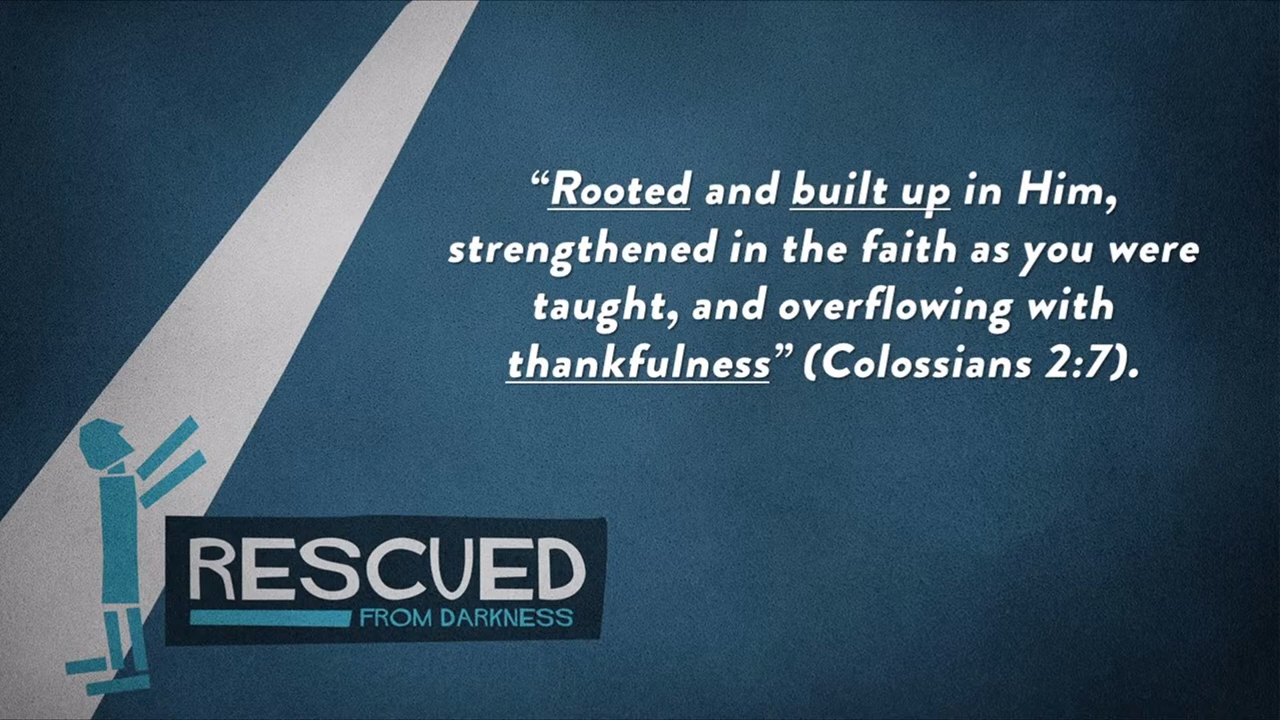 “Rooted and built up in Him,
strengthened in the faith as you were
taught, and overflowing with
thankfulness” (Colossians 2:7).
RESCUED
FROM DARKNESS